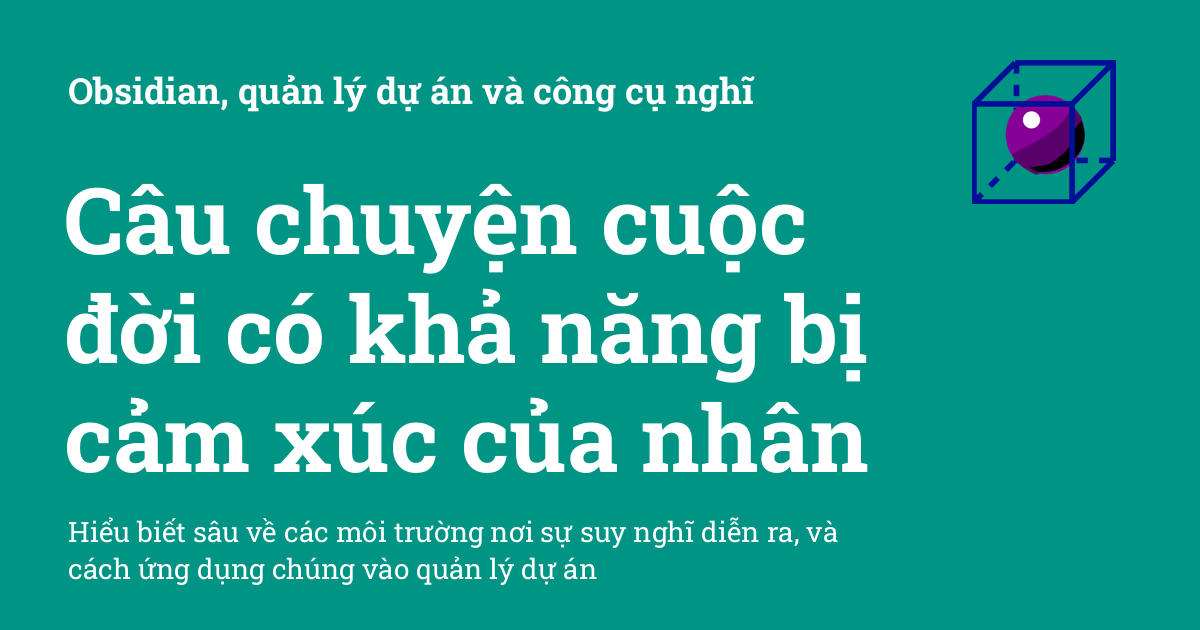 Obsidian, quản lý dự án và công cụ nghĩ
Câu chuyện cuộc
đời có khả năng bị
cảm xúc của nhân
Hiểu biết sâu về các môi trường nơi sự suy nghĩ diễn ra, và
cách ứng dụng chúng vào quản lý dự án